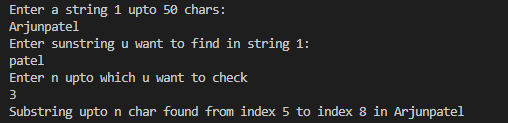 Enter a string 1 upto 50 chars:
Arjunpatel
Enter sunstring u want to find in string 1:
patel
Enter n upto which u want to check
3
Substring upto n char found from index 5 to index 8 in Arjunpatel